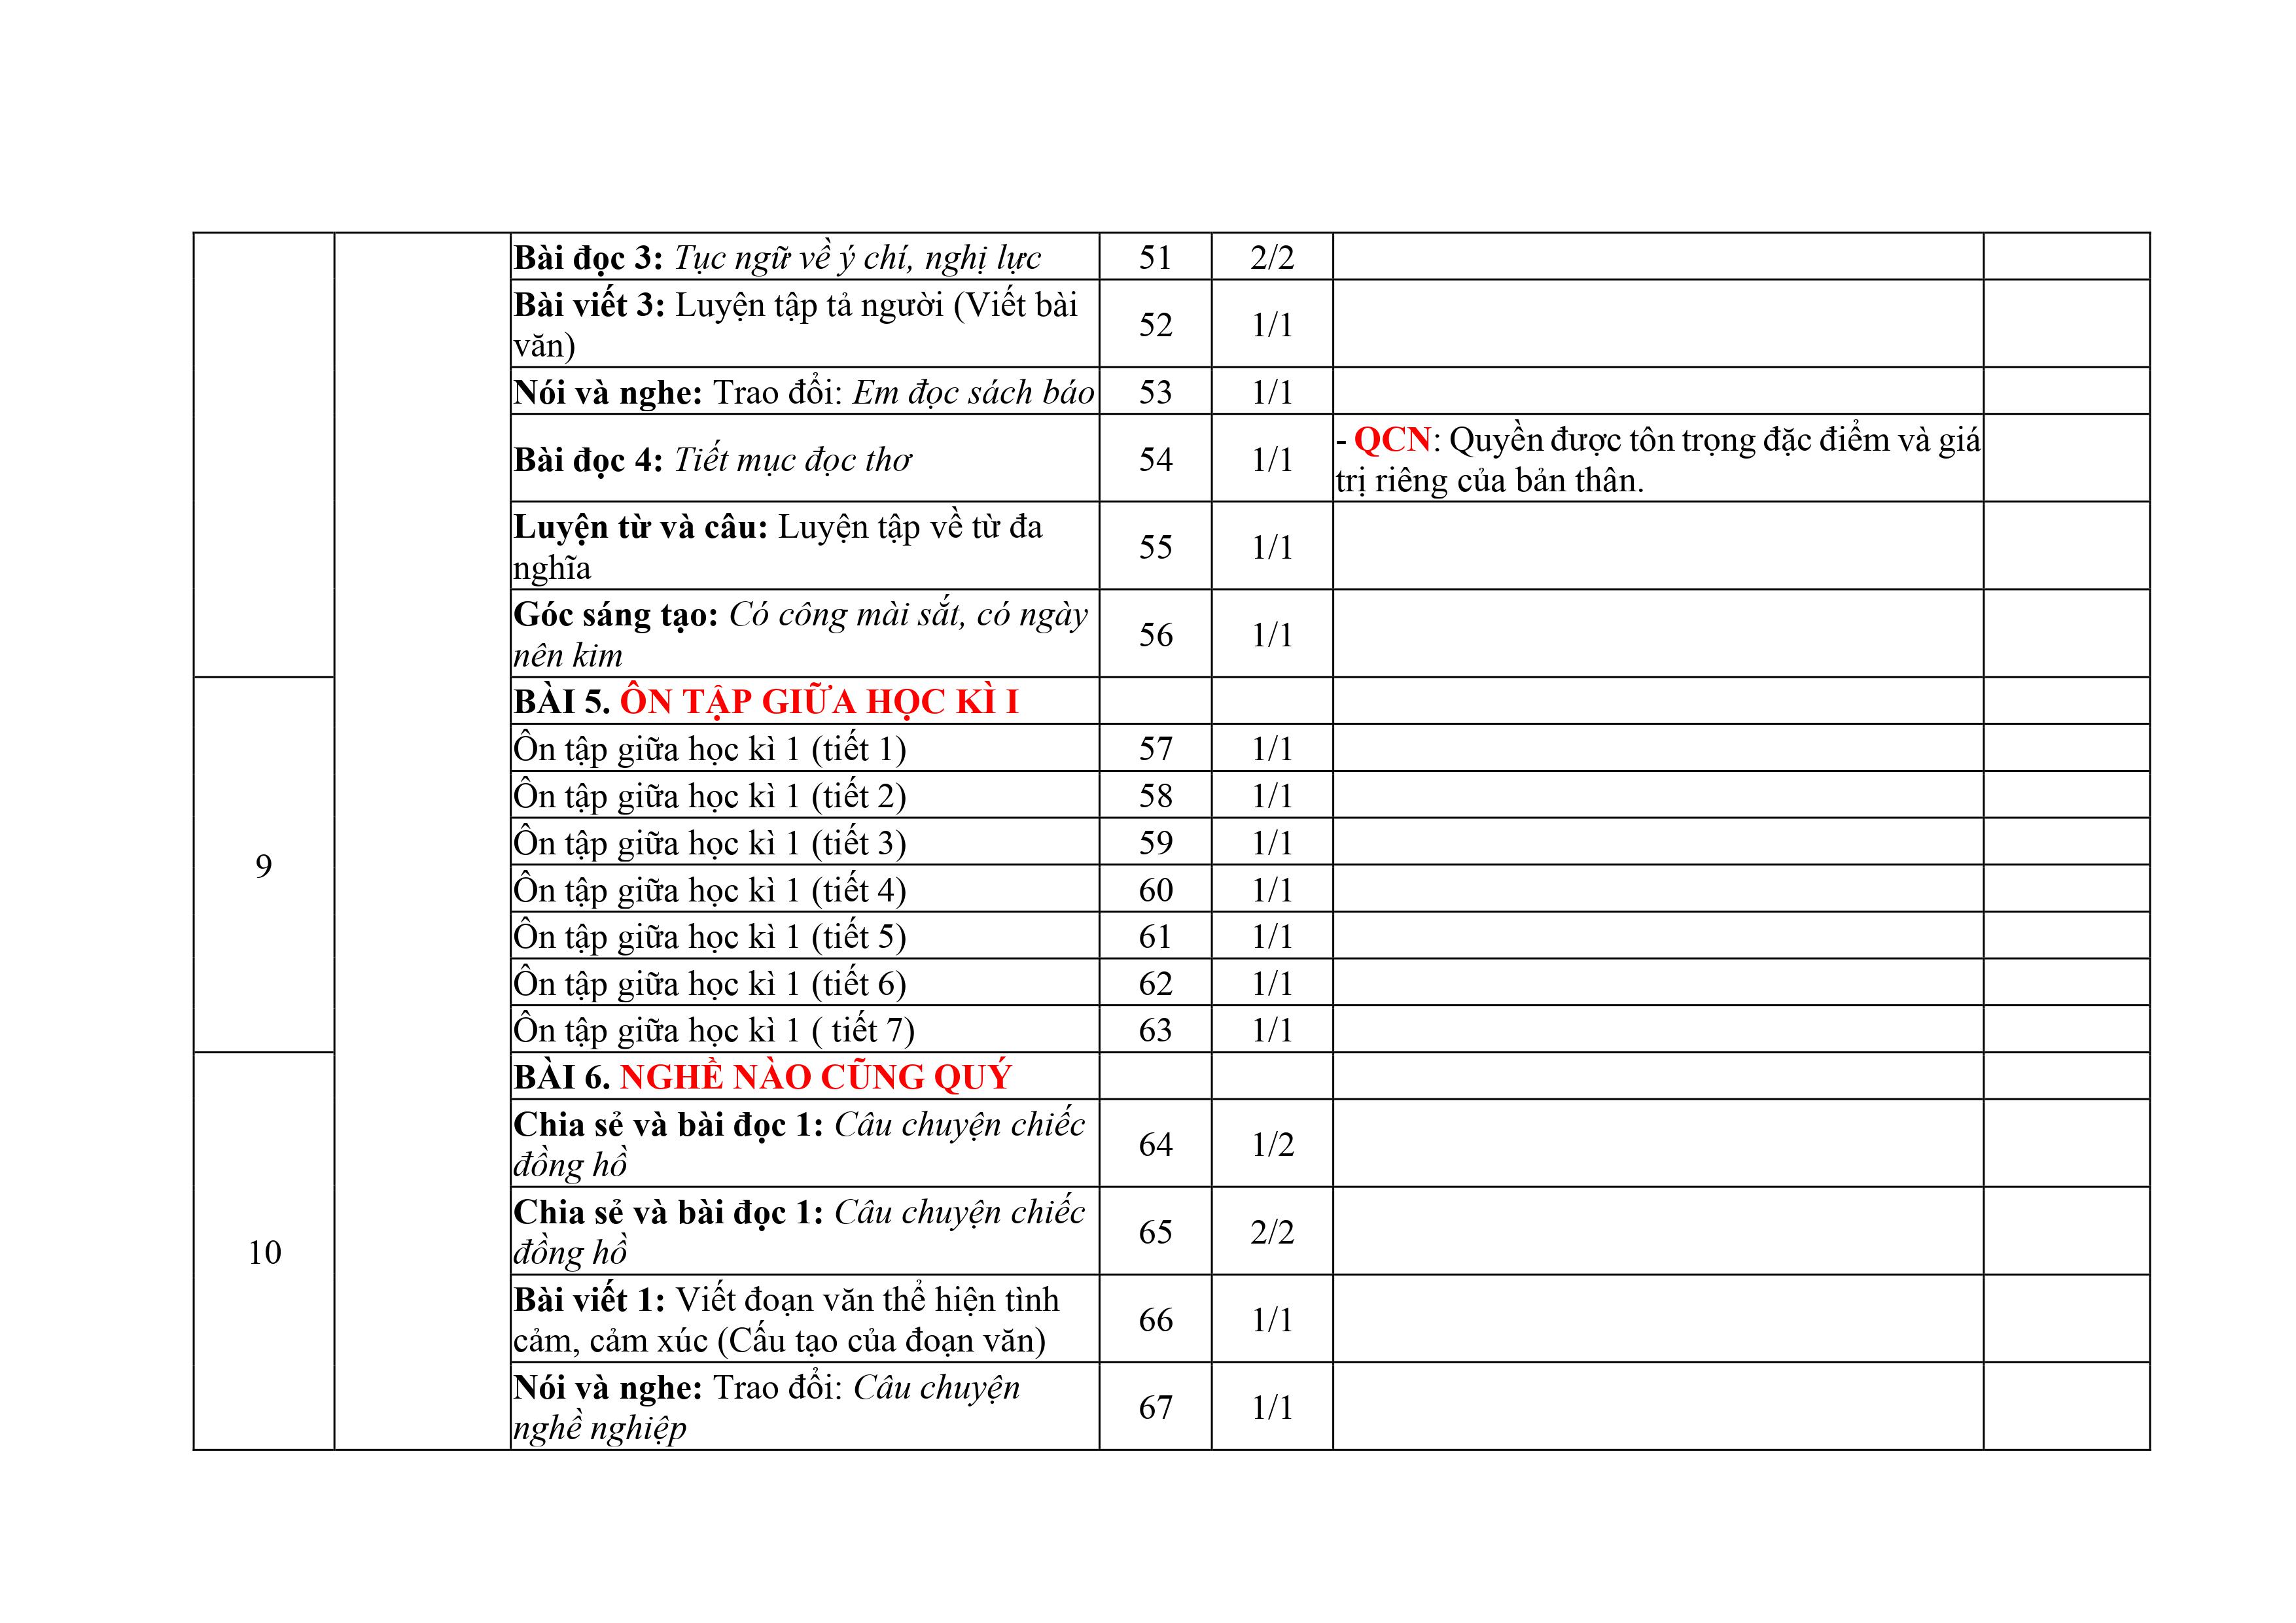 Bài đọc 3: Tục ngữ về ý chí, nghị lực 51 2/2
Bài viết 3: Luyện tập tả người (Viết bài
văn) 52 1/1
Nói và nghe: Trao đổi: Em đọc sách báo 53 1/1
Bài đọc 4: Tiết mục đọc thơ 54 1/1 - QCN: Quyền được tôn trọng đặc điểm và giá
trị riêng của bản thân.
Luyện từ và câu: Luyện tập về từ đa
nghĩa 55 1/1
Góc sáng tạo: Có công mài sắt, có ngày
nên kim 56 1/1
9
BÀI 5. ÔN TẬP GIỮA HỌC KÌ I
Ôn tập giữa học kì 1 (tiết 1) 57 1/1
Ôn tập giữa học kì 1 (tiết 2) 58 1/1
Ôn tập giữa học kì 1 (tiết 3) 59 1/1
Ôn tập giữa học kì 1 (tiết 4) 60 1/1
Ôn tập giữa học kì 1 (tiết 5) 61 1/1
Ôn tập giữa học kì 1 (tiết 6) 62 1/1
Ôn tập giữa học kì 1 ( tiết 7) 63 1/1
10
BÀI 6. NGHỀ NÀO CŨNG QUÝ
Chia sẻ và bài đọc 1: Câu chuyện chiếc
đồng hồ 64 1/2
Chia sẻ và bài đọc 1: Câu chuyện chiếc
đồng hồ 65 2/2
Bài viết 1: Viết đoạn văn thể hiện tình
cảm, cảm xúc (Cấu tạo của đoạn văn) 66 1/1
Nói và nghe: Trao đổi: Câu chuyện
nghề nghiệp 67 1/1